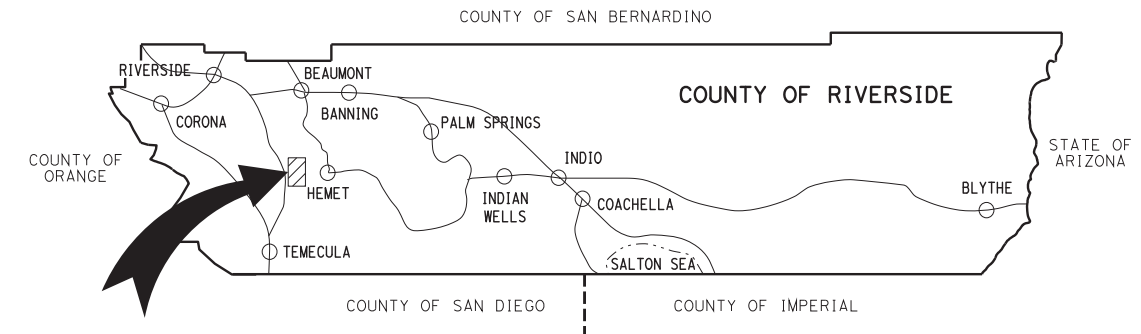 COUNTY OF SAN BERNARDINO
RIVERSIDE
BEAUMONT
COUNTY OF RIVERSIDE
CORONA
BANNING
PALM SPRINGS
COUNTY OF
ORANGE
STATE OF
ARIZONA
INDIO
HEMET
INDIAN
WELLS
COACHELLA
BLYTHE
TEMECULA
SALTON SEA
COUNTY OF SAN DIEGO
COUNTY OF IMPERIAL